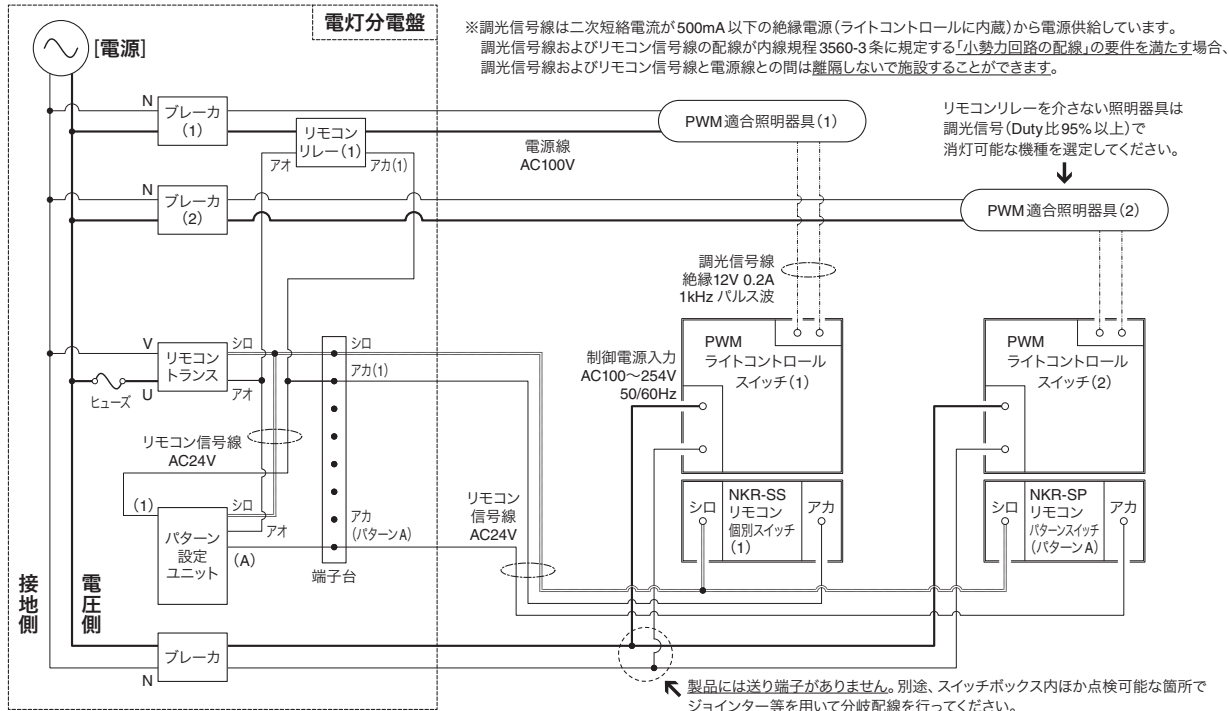 電灯分電盤
※調光信号線は二次短絡電流が500mA以下の絶縁電源(ライトコントロールに内蔵)から電源供給しています。
調光信号線およびリモコン信号線の配線が内線規程3560-3条に規定する「小勢力回路の配線」の要件を満たす場合、
調光信号線およびリモコン信号線と電源線との間は離隔しないで施設することができます。
[電源]
N
ブレーカ
(1)
リモコン
リレー(1)
アオ
アカ(1)
電源線
AC100V
PWM適合照明器具(1)
リモコンリレーを介さない照明器具は
調光信号(Duty比95%以上)で
消灯可能な機種を選定してください。
N
ブレーカ
(2)
PWM適合照明器具(2)
調光信号線
絶縁12V 0.2A
1kHz パルス波
V
リモコン
トランス
シロ
アオ
ヒューズ
U
シロ
アカ(1)
制御電源入力
AC100〜254V
50/60Hz
PWM
ライトコントロール
スイッチ(1)
PWM
ライトコントロール
スイッチ(2)
リモコン信号線
AC24V
(1)
シロ
アオ
パターン
設定
ユニット
(A)
アカ
(パターンA)
端子台
リモコン
信号線
AC24V
シロ
NKR-SS
リモコン
個別スイッチ
(1)
アカ
シロ
NKR-SP
リモコン
パターンスイッチ
(パターンA)
アカ
接地側
電圧側
ブレーカ
N
製品には送り端子がありません。別途、スイッチボックス内ほか点検可能な箇所で
ジョインター等を用いて分岐配線を行ってください。